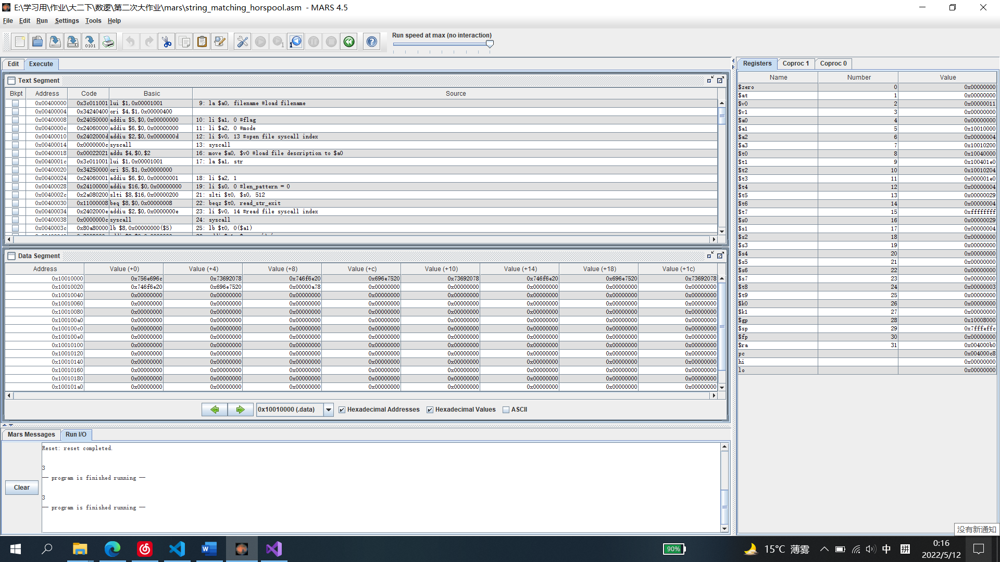 E:\学习用\作业\大二下\数逻\第二次大作业\mars\string_matching_horspool.asm - MARS 4.5
File Edit Run Settings Tools Help
Run speed at max (no interaction)
Edit Execute
Text Segment
Bkpt Address Code Basic Source
0x00400000 0x3c011001 lui $1,0x00001001 9: la $a0, filename #load filename
0x00400004 0x34240400 ori $4,$1,0x00000400
0x00400008 0x24050000 addiu $5,$0,0x00000000 10: li $a1, 0 #flag
0x0040000c 0x24060000 addiu $6,$0,0x00000000 11: li $a2, 0 #mode
0x00400010 0x2402000d addiu $2,$0,0x0000000d 12: li $v0, 13 #open file syscall index
0x00400014 0x0000000c syscall 13: syscall
0x00400018 0x00022021 addu $4,$0,$2 16: move $a0, $v0 #load file description to $a0
0x0040001c 0x3c011001 lui $1,0x00001001 17: la $a1, str
0x00400020 0x34250000 ori $5,$1,0x00000000
0x00400024 0x24060001 addiu $6,$0,0x00000001 18: li $a2, 1
0x00400028 0x24100000 addiu $16,$0,0x00000000 19: li $s0, 0 #len_pattern = 0
0x0040002c 0x2a080200 slti $8,$16,0x00000200 21: slti $t0, $s0, 512
0x00400030 0x11000008 beq $8,$0,0x00000008 22: beqz $t0, read_str_exit
0x00400034 0x2402000e addiu $2,$0,0x0000000e 23: li $v0, 14 #read file syscall index
0x00400038 0x0000000c syscall 24: syscall
0x0040003c 0x80a80000 lb $8,0x00000000($5) 25: lb $t0, 0($a1)
Data Segment
Address Value (+0) Value (+4) Value (+8) Value (+c) Value (+10) Value (+14) Value (+18) Value (+1c)
0x10010000 0x756e696c 0x73692078 0x746f6e20 0x696e7520 0x73692078 0x746f6e20 0x696e7520 0x73692078
0x10010020 0x746f6e20 0x696e7520 0x00000a78 0x00000000 0x00000000 0x00000000 0x00000000 0x00000000
0x10010040 0x00000000 0x00000000 0x00000000 0x00000000 0x00000000 0x00000000 0x00000000 0x00000000
0x10010060 0x00000000 0x00000000 0x00000000 0x00000000 0x00000000 0x00000000 0x00000000 0x00000000
0x10010080 0x00000000 0x00000000 0x00000000 0x00000000 0x00000000 0x00000000 0x00000000 0x00000000
0x100100a0 0x00000000 0x00000000 0x00000000 0x00000000 0x00000000 0x00000000 0x00000000 0x00000000
0x100100c0 0x00000000 0x00000000 0x00000000 0x00000000 0x00000000 0x00000000 0x00000000 0x00000000
0x100100e0 0x00000000 0x00000000 0x00000000 0x00000000 0x00000000 0x00000000 0x00000000 0x00000000
0x10010100 0x00000000 0x00000000 0x00000000 0x00000000 0x00000000 0x00000000 0x00000000 0x00000000
0x10010120 0x00000000 0x00000000 0x00000000 0x00000000 0x00000000 0x00000000 0x00000000 0x00000000
0x10010140 0x00000000 0x00000000 0x00000000 0x00000000 0x00000000 0x00000000 0x00000000 0x00000000
0x10010160 0x00000000 0x00000000 0x00000000 0x00000000 0x00000000 0x00000000 0x00000000 0x00000000
0x10010180 0x00000000 0x00000000 0x00000000 0x00000000 0x00000000 0x00000000 0x00000000 0x00000000
0x100101a0 0x00000000 0x00000000 0x00000000 0x00000000 0x00000000 0x00000000 0x00000000 0x00000000
0x10010000 (.data) Hexadecimal Addresses Hexadecimal Values ASCII
Mars Messages Run I/O
Clear
Reset: reset completed.
3
-- program is finished running --
3
-- program is finished running --
Registers Coproc 1 Coproc 0
Name Number Value
$zero 0 0x00000000
$at 1 0x00000000
$v0 2 0x00000011
$v1 3 0x00000000
$a0 4 0x00000000
$a1 5 0x10010000
$a2 6 0x00000004
$a3 7 0x10010200
$t0 8 0x10040000
$t1 9 0x100401e0
$t2 10 0x10010204
$t3 11 0x000001e0
$t4 12 0x00000004
$t5 13 0x00000029
$t6 14 0x00000004
$t7 15 0xffffffff
$s0 16 0x00000029
$s1 17 0x00000004
$s2 18 0x00000000
$s3 19 0x00000000
$s4 20 0x00000000
$s5 21 0x00000000
$s6 22 0x00000000
$s7 23 0x00000000
$t8 24 0x00000003
$t9 25 0x00000000
$k0 26 0x00000000
$k1 27 0x00000000
$gp 28 0x10008000
$sp 29 0x7fffeffc
$fp 30 0x00000000
$ra 31 0x004000b0
pc 0x004000c8
hi 0x00000000
lo 0x00000000
没有新通知
90%
15°C 薄雾
中
拼
0:16
2022/5/12